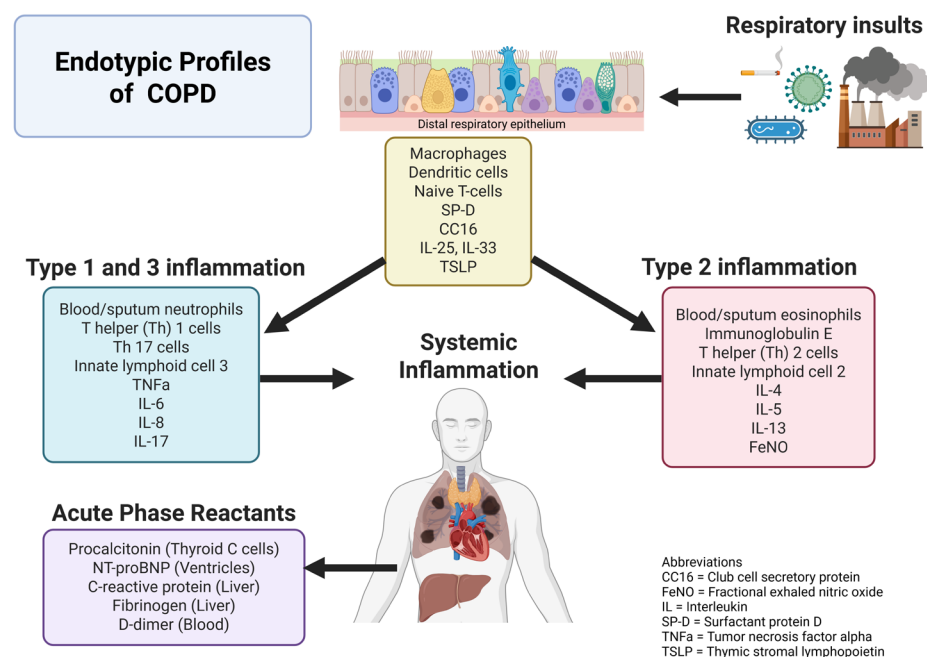 Endotypic Profiles
of COPD
Respiratory insults
Distal respiratory epithelium
Macrophages
Dendritic cells
Naive T-cells
SP-D
CC16
IL-25, IL-33
TSLP
Type 1 and 3 inflammation
Blood/sputum neutrophils
T helper (Th) 1 cells
Th 17 cells
Innate lymphoid cell 3
TNFa
IL-6
IL-8
IL-17
Type 2 inflammation
Blood/sputum eosinophils
Immunoglobulin E
T helper (Th) 2 cells
Innate lymphoid cell 2
IL-4
IL-5
IL-13
FeNO
Systemic
Inflammation
Acute Phase Reactants
Procalcitonin (Thyroid C cells)
NT-proBNP (Ventricles)
C-reactive protein (Liver)
Fibrinogen (Liver)
D-dimer (Blood)
Abbreviations
CC16 = Club cell secretory protein
FeNO = Fractional exhaled nitric oxide
IL = Interleukin
SP-D = Surfactant protein D
TNFa = Tumor necrosis factor alpha
TSLP = Thymic stromal lymphopoietin